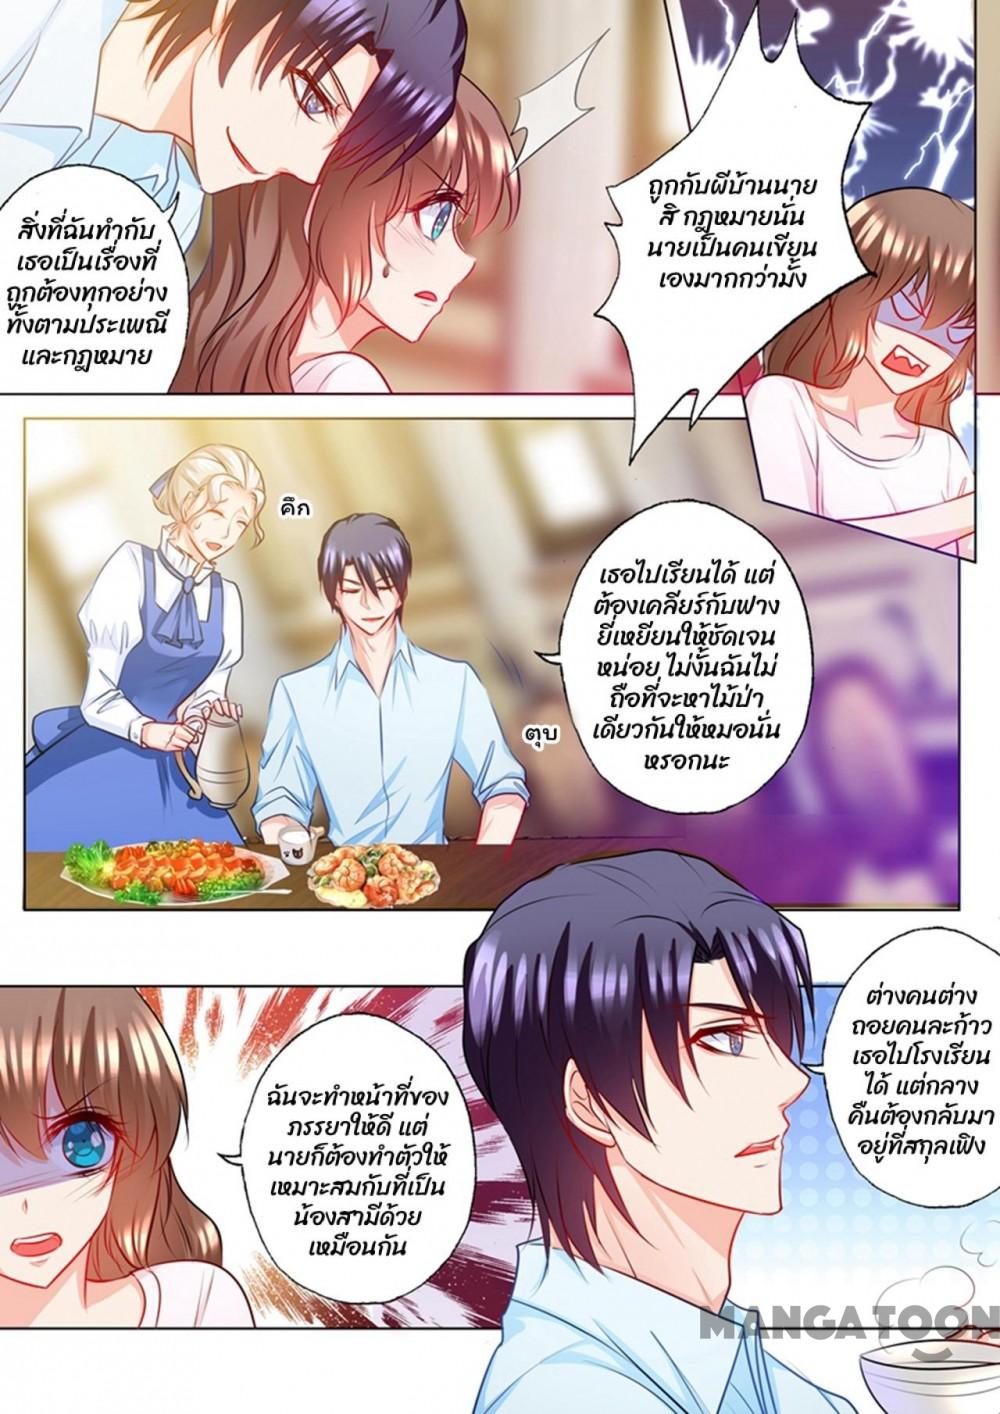 สิ่งที่ฉันทำกับ
เธอเป็นเรื่องที่
ถูกต้องทุกอย่าง
ทั้งตามประเพณี
และกฎหมาย
ถูกกับผีบ้านนาย
สิ กฎหมายนั่น
นายเป็นคนเขียน
เองมากกว่ามั้ง
คึก
เธอไปเรียนได้ แต่
ต้องเคลียร์กับฟาง
ยี่เหยียนให้ชัดเจน
หน่อย ไม่งั้นฉันไม่
ถือที่จะหาไม้ป่า
เดียวกันให้หมอนั่น
หรอกนะ
ตุบ
ต่างคนต่าง
ถอยคนละก้าว
เธอไปโรงเรียน
ได้ แต่กลาง
คืนต้องกลับมา
อยู่ที่สกุลเฟิง
ฉันจะทำหน้าที่ของ
ภรรยาให้ดี แต่
นายก็ต้องทำตัวให้
เหมาะสมกับที่เป็น
น้องสามีด้วย
เหมือนกัน
MANGATOON